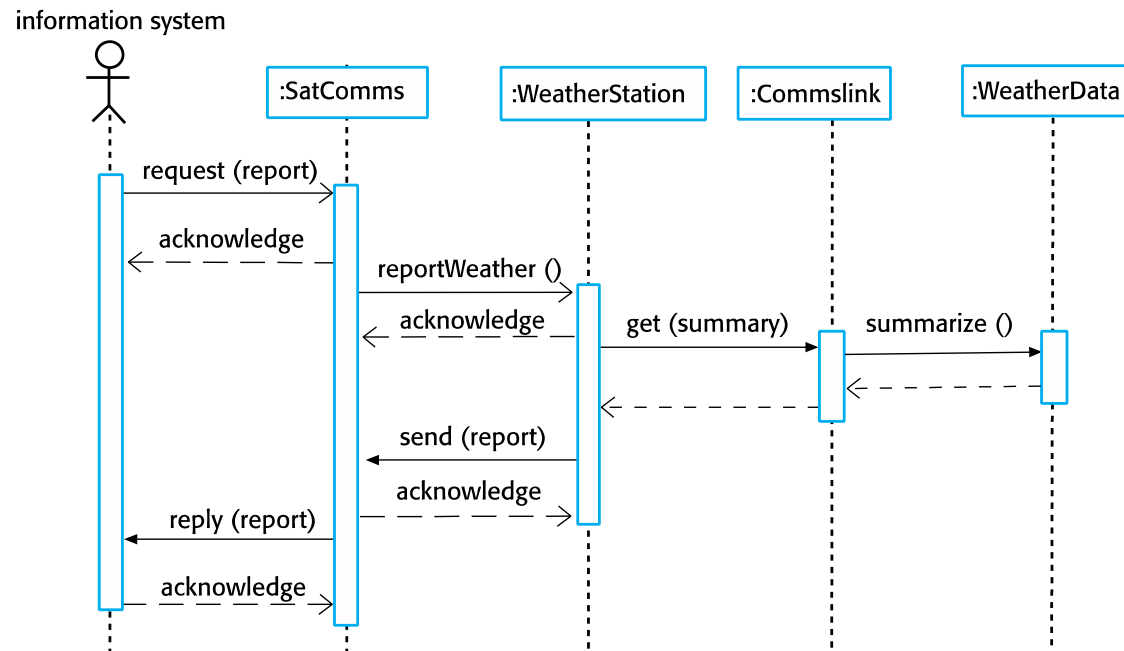 information system
:SatComms
:WeatherStation
:Commslink
:WeatherData
request (report)
acknowledge
reportWeather ()
acknowledge
get (summary)
summarize ()
send (report)
acknowledge
reply (report)
acknowledge